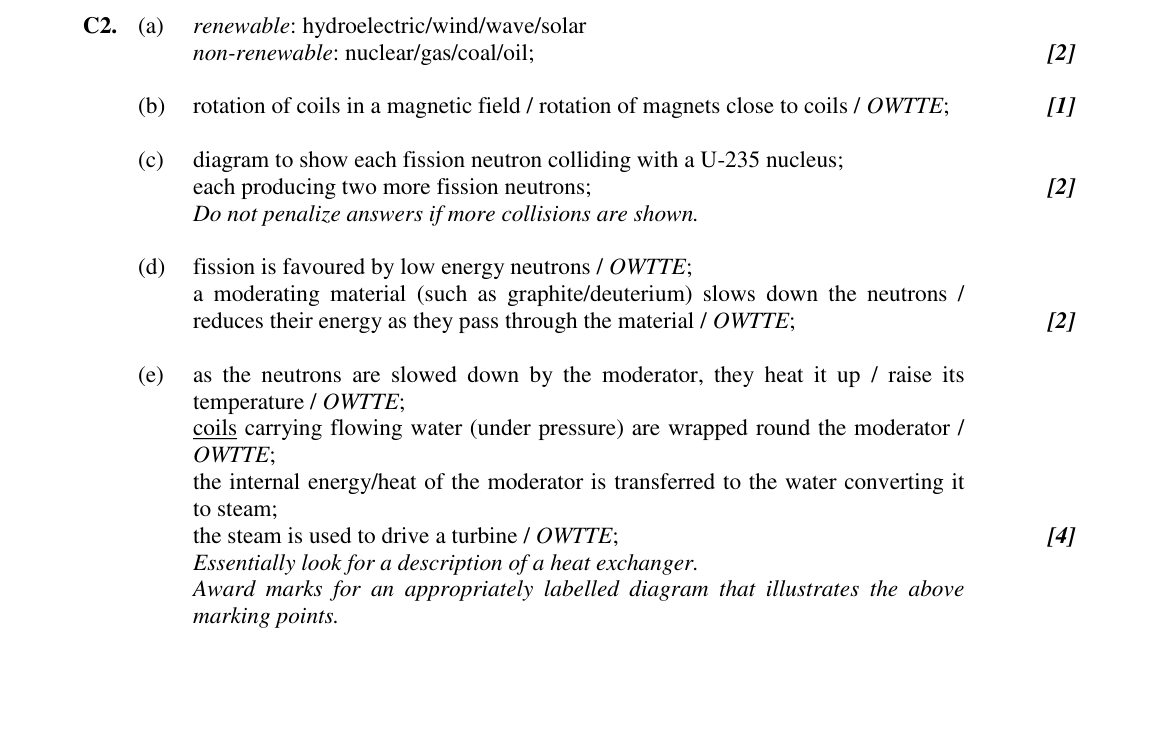 C2. (a) renewable: hydroelectric/wind/wave/solar
non-renewable: nuclear/gas/coal/oil; [2]
(b) rotation of coils in a magnetic field / rotation of magnets close to coils / OWTTE; [1]
(c) diagram to show each fission neutron colliding with a U-235 nucleus;
each producing two more fission neutrons; [2]
Do not penalize answers if more collisions are shown.
(d) fission is favoured by low energy neutrons / OWTTE;
a moderating material (such as graphite/deuterium) slows down the neutrons /
reduces their energy as they pass through the material / OWTTE; [2]
(e) as the neutrons are slowed down by the moderator, they heat it up / raise its
temperature / OWTTE;
coils carrying flowing water (under pressure) are wrapped round the moderator /
OWTTE;
the internal energy/heat of the moderator is transferred to the water converting it
to steam;
the steam is used to drive a turbine / OWTTE; [4]
Essentially look for a description of a heat exchanger.
Award marks for an appropriately labelled diagram that illustrates the above
marking points.